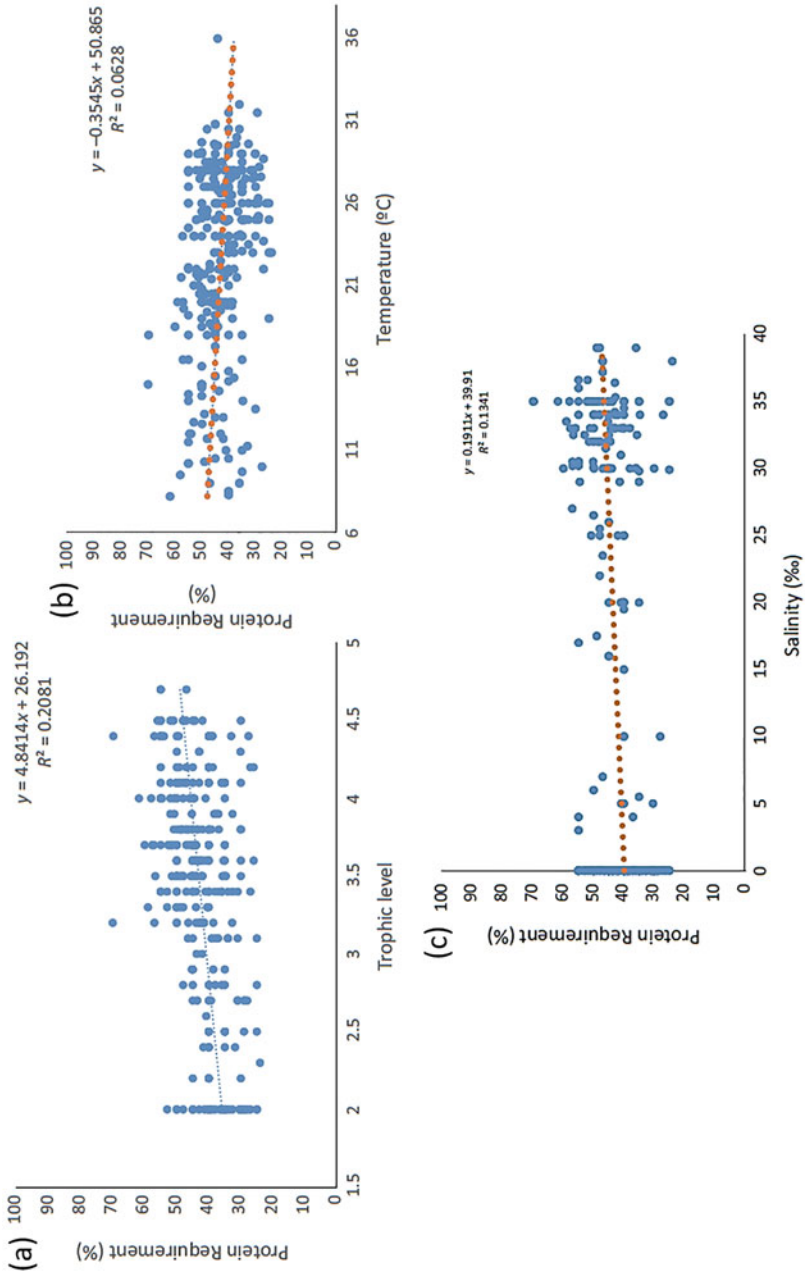 (a)
y = 4.8414x + 26.192
R² = 0.2081
Protein Requirement (%)
100
90
80
70
60
50
40
30
20
10
0
1.5 2 2.5 3 3.5 4 4.5 5
Trophic level
(b)
y = −0.3545x + 50.865
R² = 0.0628
Protein Requirement
(%)
100
90
80
70
60
50
40
30
20
10
0
6 11 16 21 26 31 36
Temperature (ºC)
(c)
y = 0.1911x + 39.91
R² = 0.1341
Protein Requirement (%)
100
90
80
70
60
50
40
30
20
10
0
0 5 10 15 20 25 30 35 40
Salinity (‰)